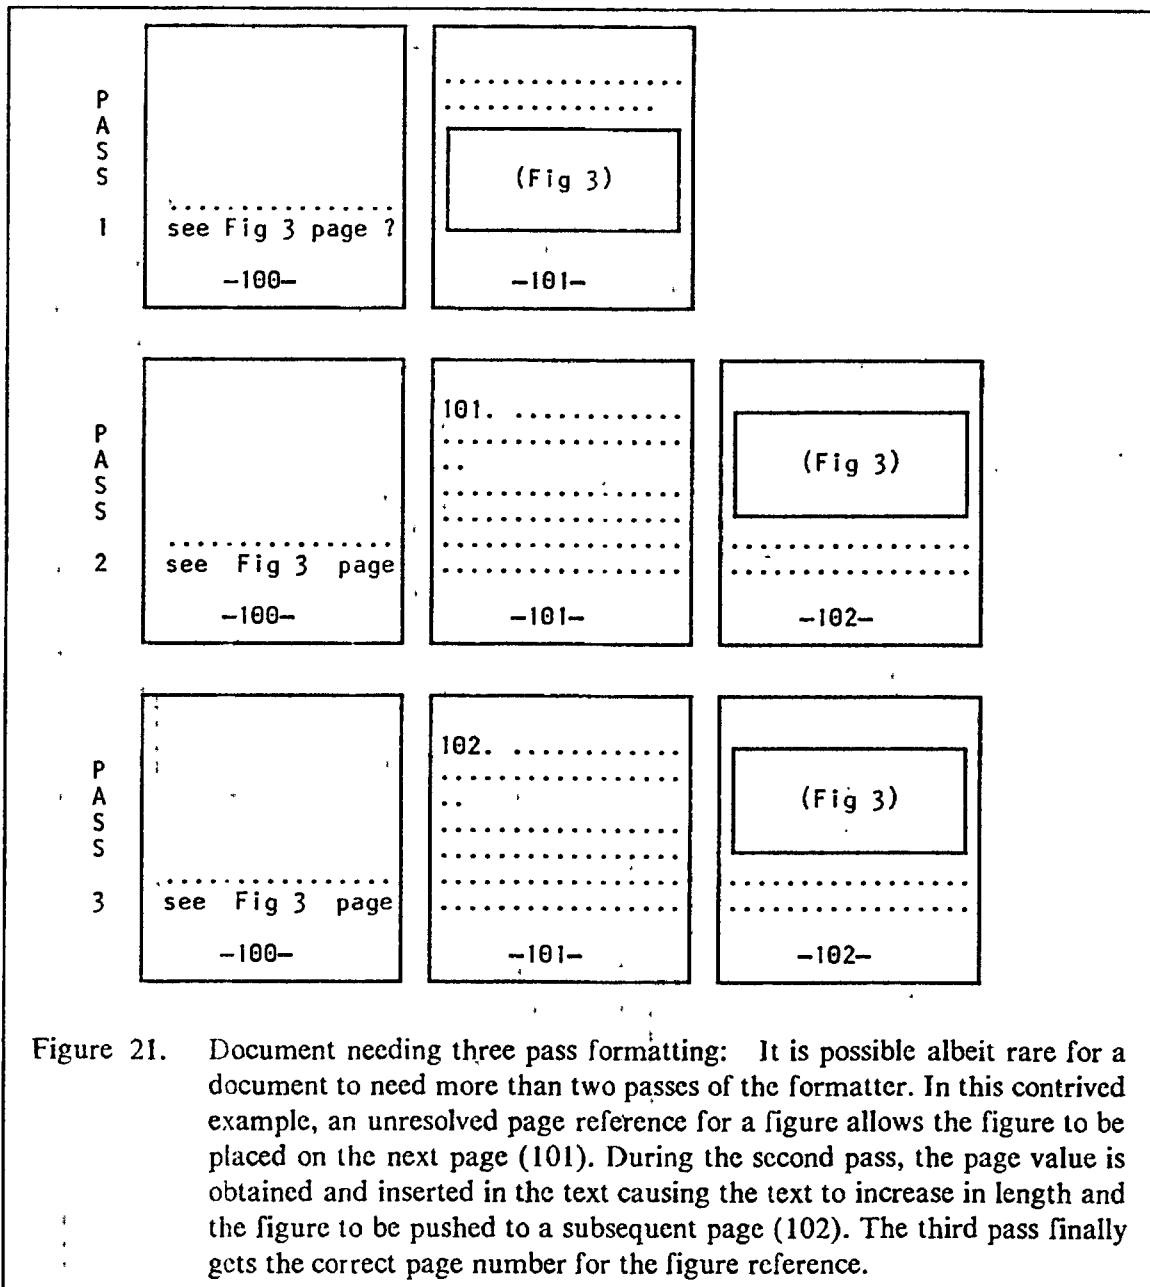 PASS 1
.................
see Fig 3 page ?
-100-
.................
...............
(Fig 3)
-101-
PASS 2
.................
see Fig 3 page
-100-
101. ............
.................
..
.................
.................
.................
.................
-101-
(Fig 3)
.................
.................
-102-
PASS 3
.................
see Fig 3 page
-100-
102. ............
.................
..
.................
.................
.................
.................
-101-
(Fig 3)
.................
.................
-102-
Figure 21. Document needing three pass formatting: It is possible albeit rare for a
document to need more than two passes of the formatter. In this contrived
example, an unresolved page reference for a figure allows the figure to be
placed on the next page (101). During the second pass, the page value is
obtained and inserted in the text causing the text to increase in length and
the figure to be pushed to a subsequent page (102). The third pass finally
gets the correct page number for the figure reference.